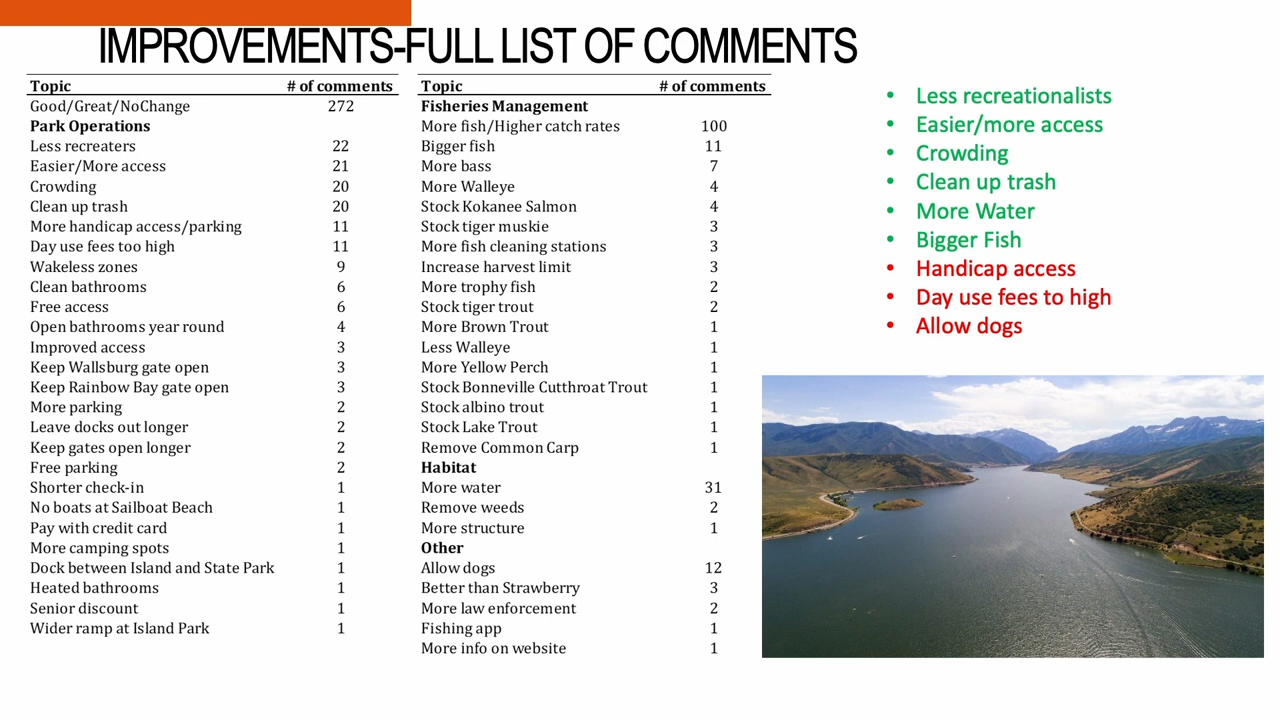 IMPROVEMENTS-FULL LIST OF COMMENTS
Topic # of comments
Good/Great/NoChange 272
Park Operations
Less recreaters 22
Easier/More access 21
Crowding 20
Clean up trash 20
More handicap access/parking 11
Day use fees too high 11
Wakeless zones 9
Clean bathrooms 6
Free access 6
Open bathrooms year round 4
Improved access 3
Keep Wallsburg gate open 3
Keep Rainbow Bay gate open 3
More parking 2
Leave docks out longer 2
Keep gates open longer 2
Free parking 2
Shorter check-in 1
No boats at Sailboat Beach 1
Pay with credit card 1
More camping spots 1
Dock between Island and State Park 1
Heated bathrooms 1
Senior discount 1
Wider ramp at Island Park 1
Topic # of comments
Fisheries Management
More fish/Higher catch rates 100
Bigger fish 11
More bass 7
More Walleye 4
Stock Kokanee Salmon 4
Stock tiger muskie 3
More fish cleaning stations 3
Increase harvest limit 3
More trophy fish 2
Stock tiger trout 2
More Brown Trout 1
Less Walleye 1
More Yellow Perch 1
Stock Bonneville Cutthroat Trout 1
Stock albino trout 1
Stock Lake Trout 1
Remove Common Carp 1
Habitat
More water 31
Remove weeds 2
More structure 1
Other
Allow dogs 12
Better than Strawberry 3
More law enforcement 2
Fishing app 1
More info on website 1
• Less recreationalists
• Easier/more access
• Crowding
• Clean up trash
• More Water
• Bigger Fish
• Handicap access
• Day use fees to high
• Allow dogs